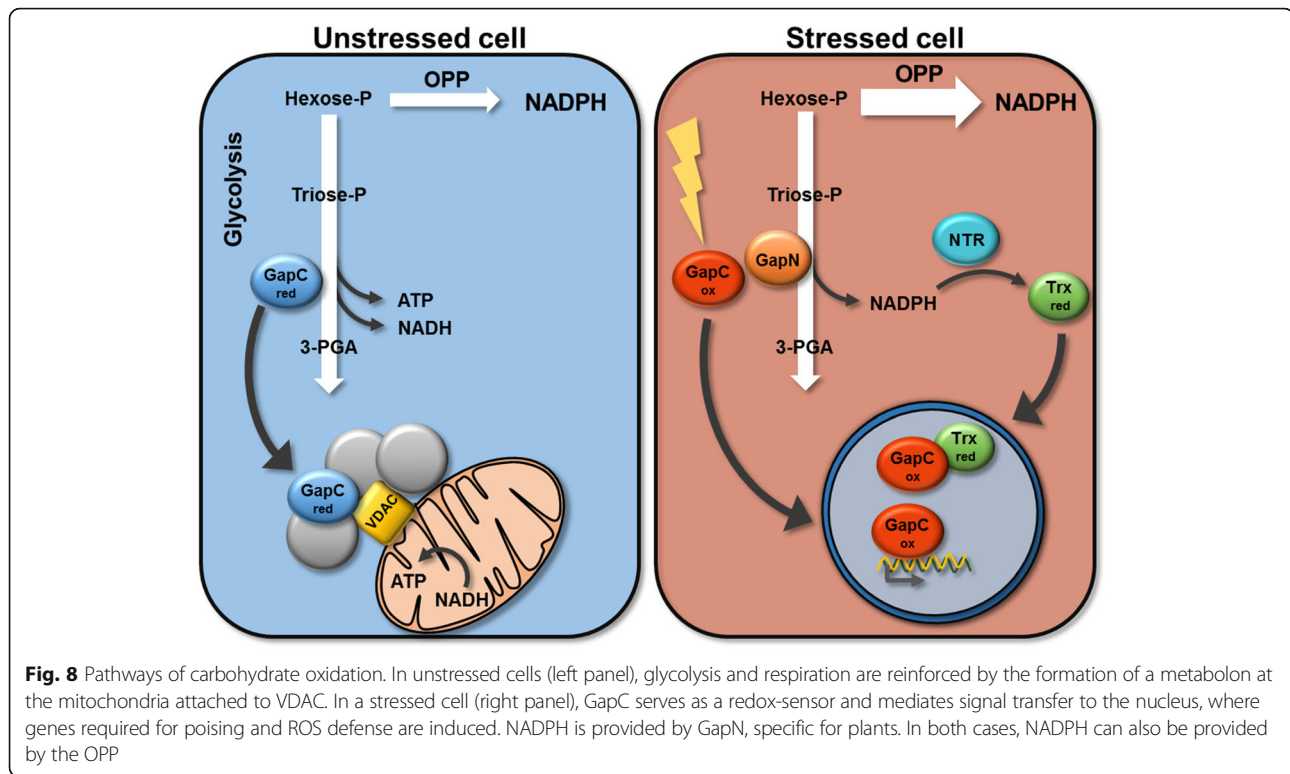 Unstressed cell
OPP
Hexose-P
NADPH
Glycolysis
Triose-P
GapC
red
ATP
NADH
3-PGA
GapC
red
VDAC
ATP
NADH
Stressed cell
OPP
Hexose-P
NADPH
Triose-P
NTR
GapC
ox
GapN
NADPH
Trx
red
3-PGA
Trx
red
GapC
ox
GapC
ox
Fig. 8 Pathways of carbohydrate oxidation. In unstressed cells (left panel), glycolysis and respiration are reinforced by the formation of a metabolon at
the mitochondria attached to VDAC. In a stressed cell (right panel), GapC serves as a redox-sensor and mediates signal transfer to the nucleus, where
genes required for poising and ROS defense are induced. NADPH is provided by GapN, specific for plants. In both cases, NADPH can also be provided
by the OPP